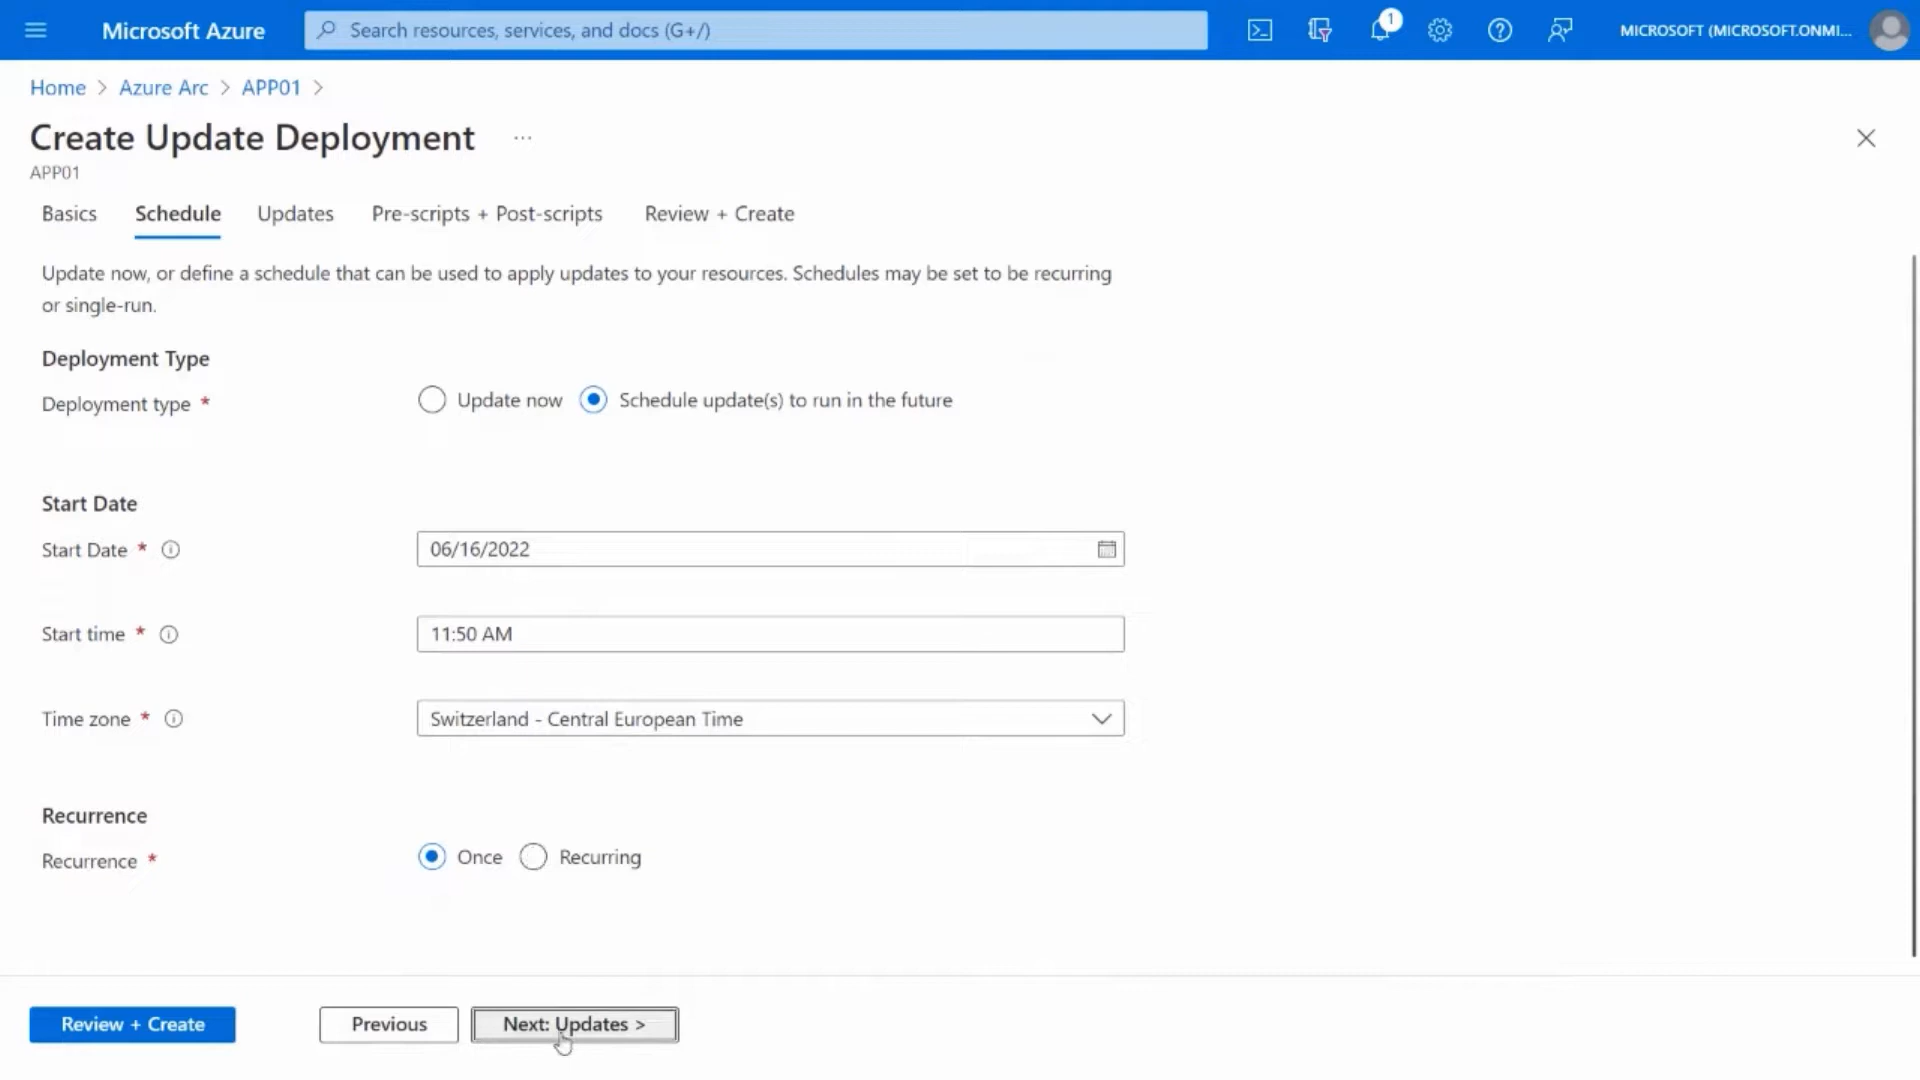 Microsoft Azure
Search resources, services, and docs (G+/)
1
MICROSOFT (MICROSOFT.ONMI...
Home > Azure Arc > APP01 >
Create Update Deployment ...
APP01
Basics
Schedule
Updates
Pre-scripts + Post-scripts
Review + Create
Update now, or define a schedule that can be used to apply updates to your resources. Schedules may be set to be recurring
or single-run.
Deployment Type
Deployment type *
Update now
Schedule update(s) to run in the future
Start Date
Start Date *
06/16/2022
Start time *
11:50 AM
Time zone *
Switzerland - Central European Time
Recurrence
Recurrence *
Once
Recurring
Review + Create
Previous
Next: Updates >